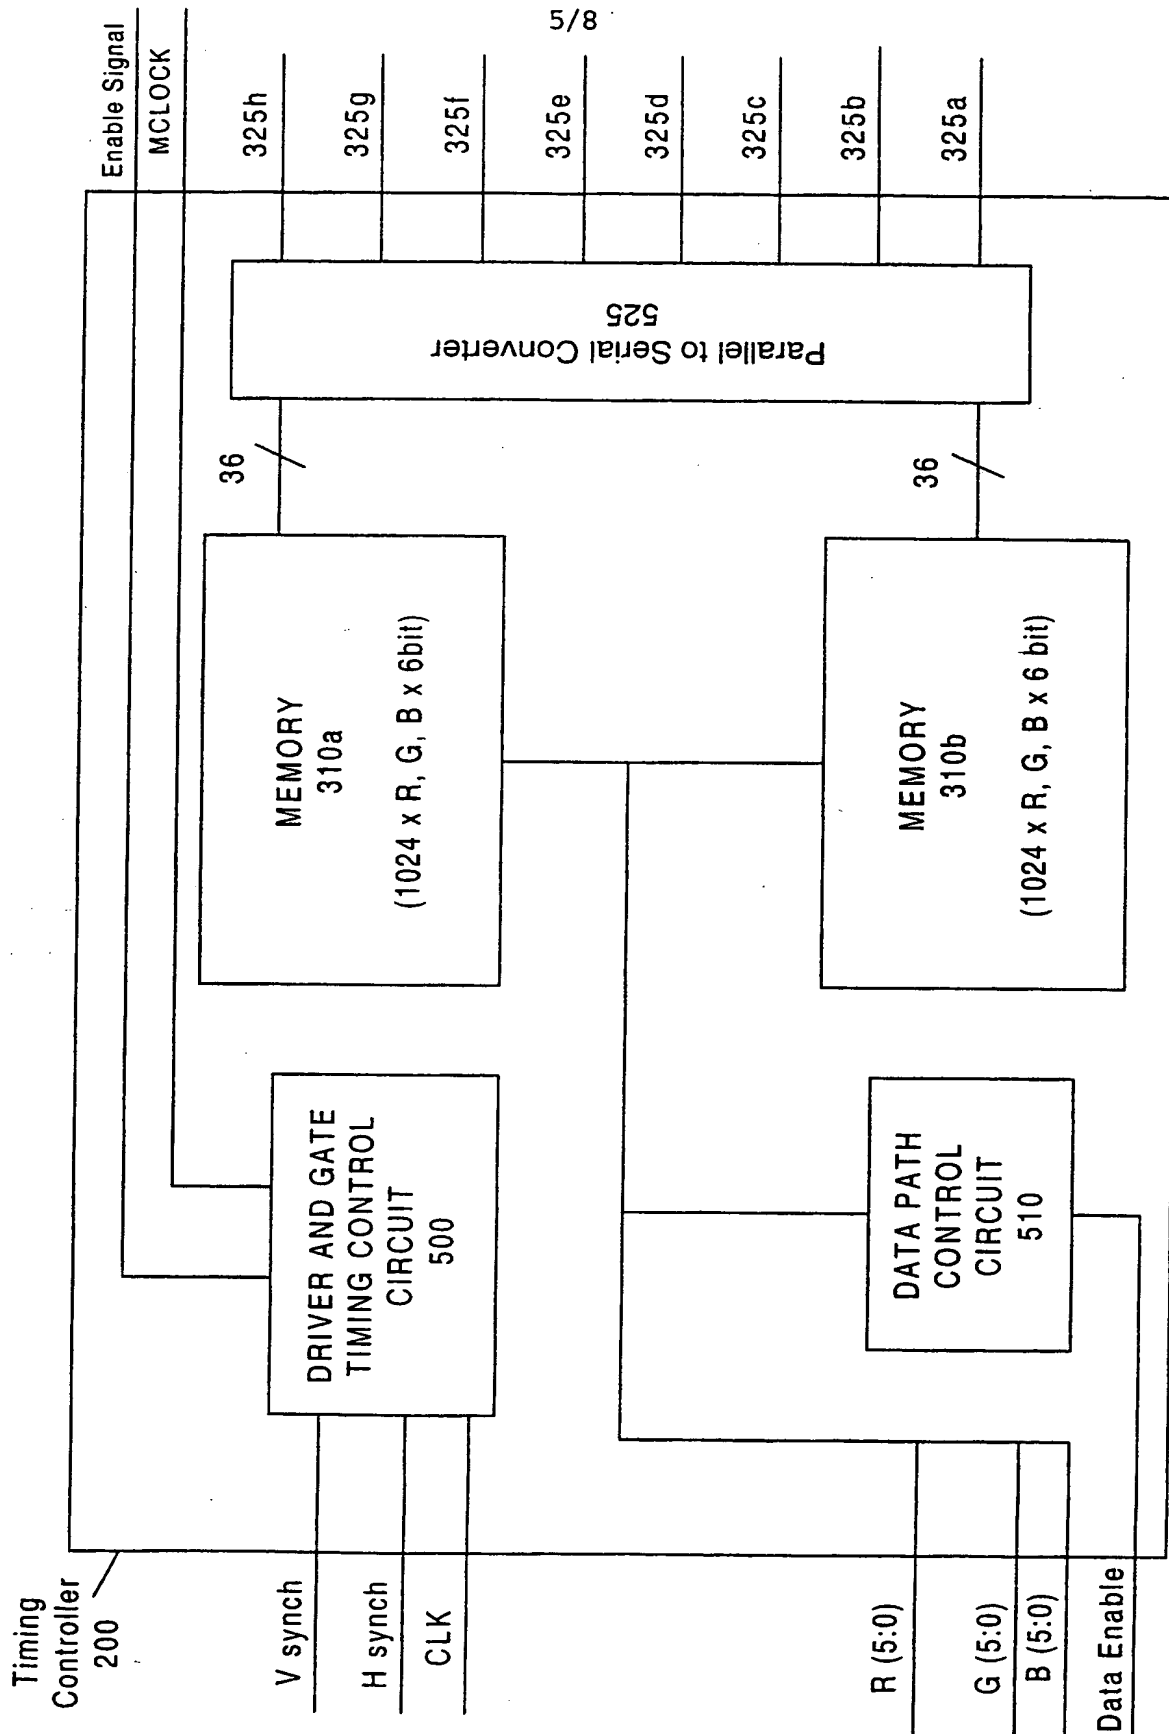 5/8
Timing
Controller
200
V synch
H synch
CLK
R (5:0)
G (5:0)
B (5:0)
Data Enable
DRIVER AND GATE
TIMING CONTROL
CIRCUIT
500
DATA PATH
CONTROL
CIRCUIT
510
MEMORY
310a
(1024 x R, G, B x 6bit)
MEMORY
310b
(1024 x R, G, B x 6 bit)
36
36
Parallel to Serial Converter
525
Enable Signal
MCLOCK
325h
325g
325f
325e
325d
325c
325b
325a